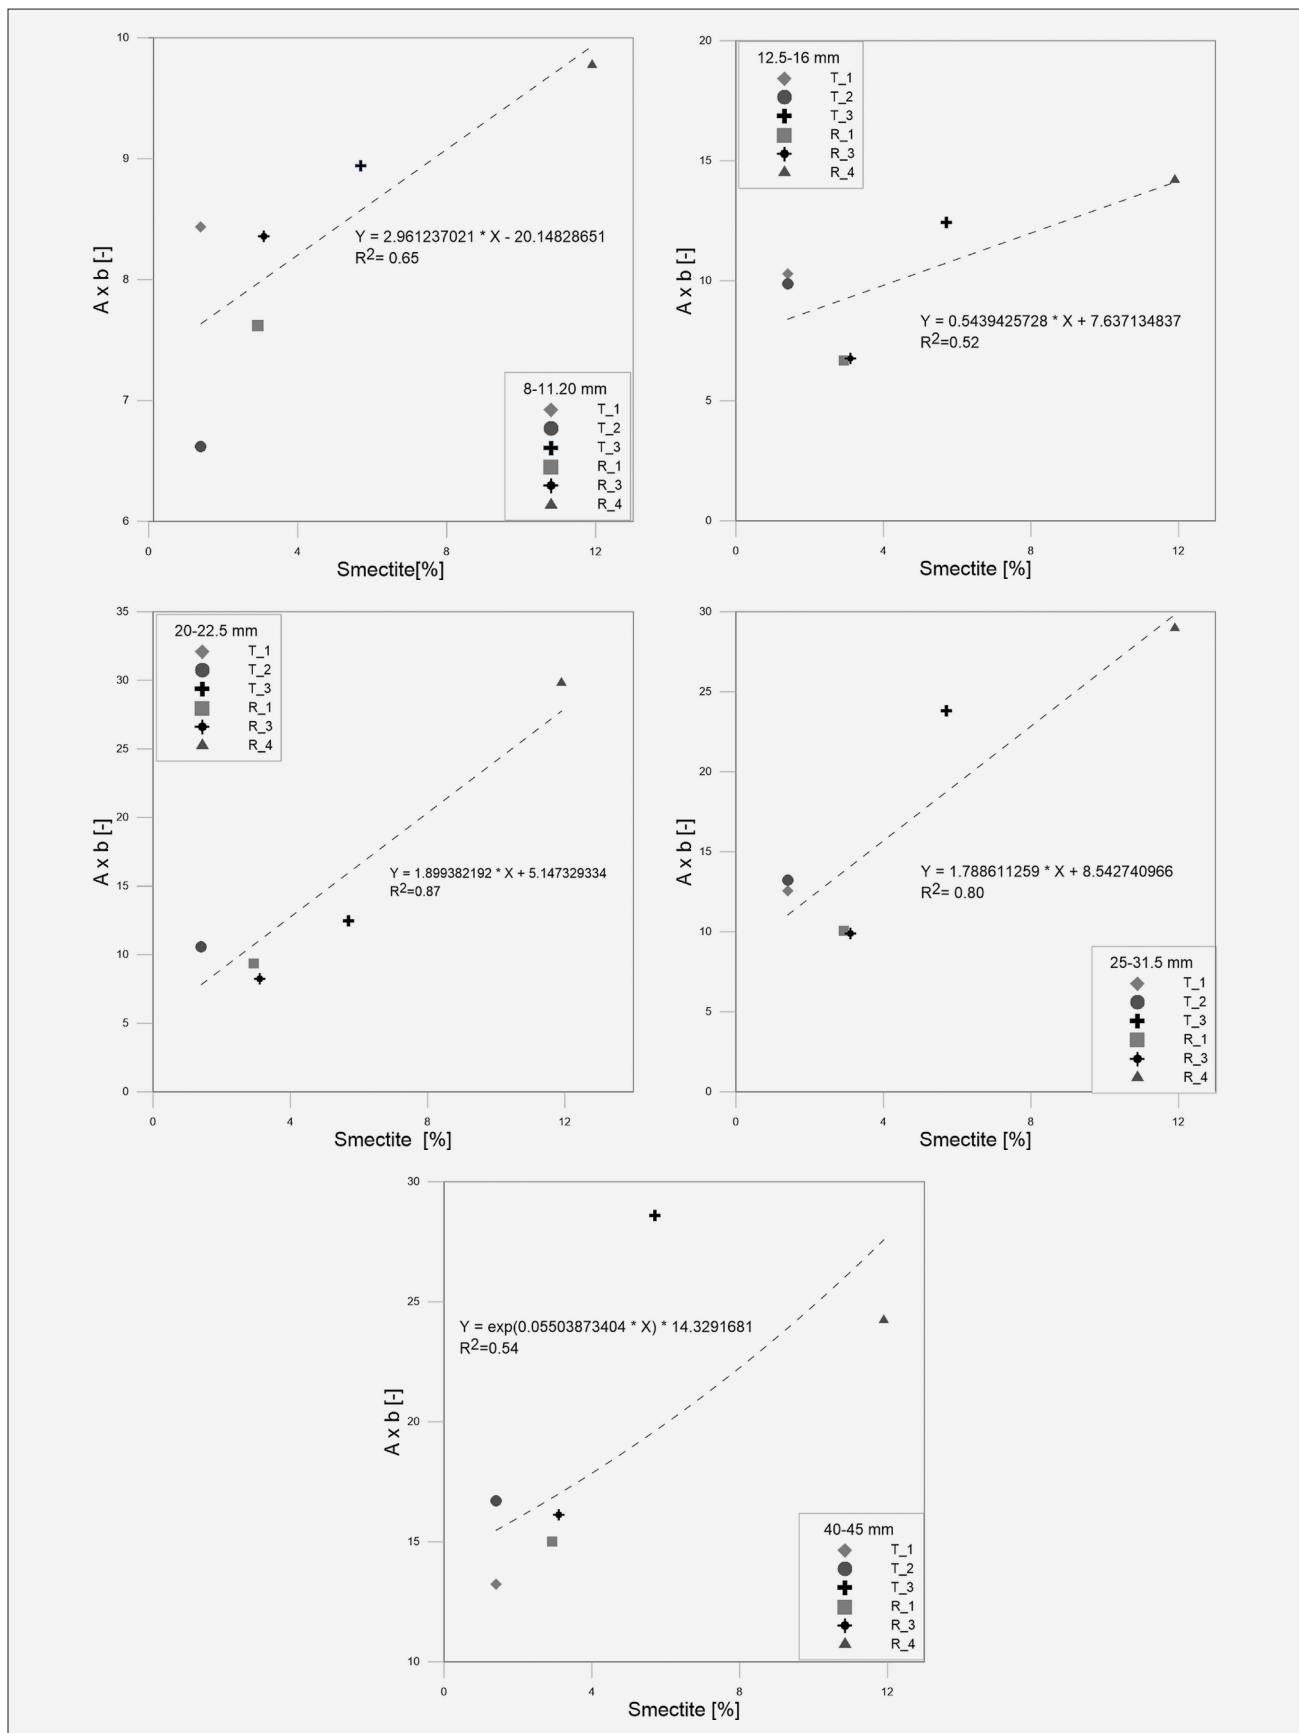 10
9
8
7
6
A x b [-]
Y = 2.961237021 * X - 20.14828651
R2= 0.65
8-11.20 mm
T_1
T_2
T_3
R_1
R_3
R_4
0 4 8 12
Smectite[%]
20
15
10
5
0
A x b [-]
12.5-16 mm
T_1
T_2
T_3
R_1
R_3
R_4
Y = 0.5439425728 * X + 7.637134837
R2=0.52
0 4 8 12
Smectite [%]
35
30
25
20
15
10
5
0
A x b [-]
20-22.5 mm
T_1
T_2
T_3
R_1
R_3
R_4
Y = 1.899382192 * X + 5.147329334
R2=0.87
0 4 8 12
Smectite [%]
30
25
20
15
10
5
0
A x b [-]
Y = 1.788611259 * X + 8.542740966
R2= 0.80
25-31.5 mm
T_1
T_2
T_3
R_1
R_3
R_4
0 4 8 12
Smectite [%]
30
25
20
15
10
A x b [-]
Y = exp(0.05503873404 * X) * 14.3291681
R2=0.54
40-45 mm
T_1
T_2
T_3
R_1
R_3
R_4
0 4 8 12
Smectite [%]